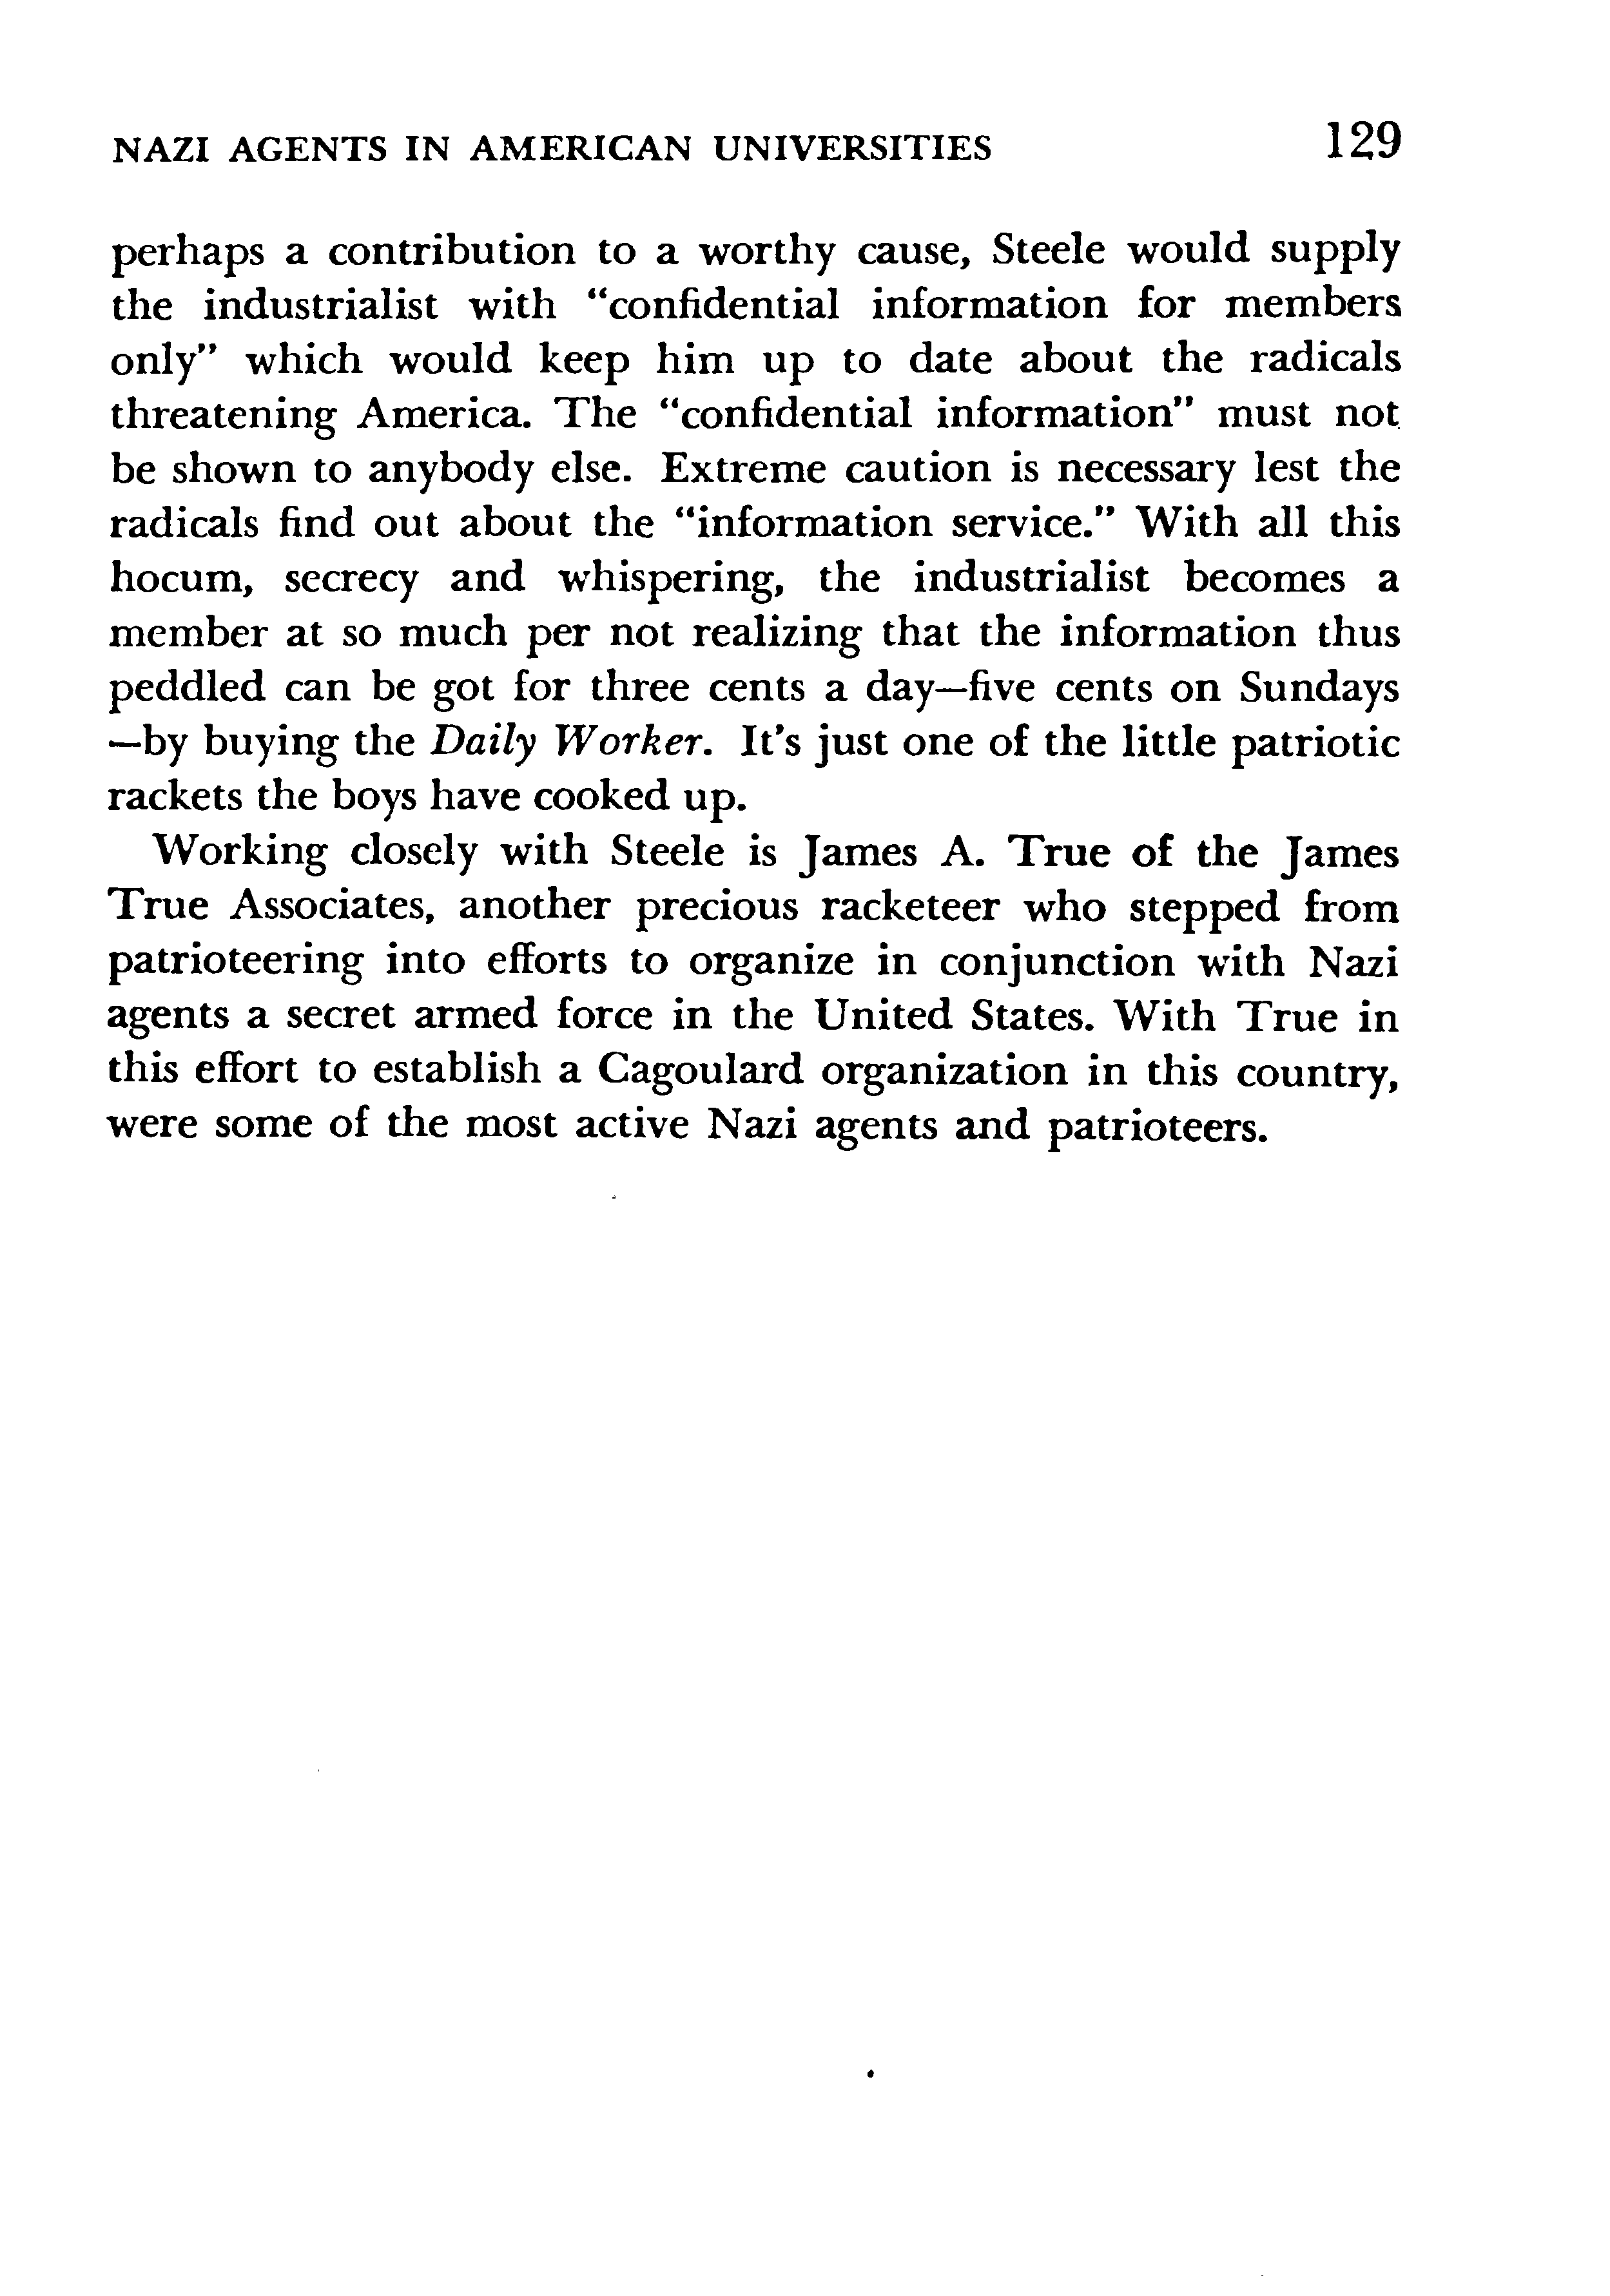 NAZI AGENTS IN AMERICAN UNIVERSITIES 129
perhaps a contribution to a worthy cause, Steele would supply
the industrialist with “confidential information for members
only” which would keep him up to date about the radicals
threatening America. The “confidential information” must not
be shown to anybody else. Extreme caution is necessary lest the
radicals find out about the “information service.” With all this
hocum, secrecy and whispering, the industrialist becomes a
member at so much per not realizing that the information thus
peddled can be got for three cents a day—five cents on Sundays
—by buying the Daily Worker. It's just one of the little patriotic
rackets the boys have cooked up.
Working closely with Steele is James A. True of the James
True Associates, another precious racketeer who stepped from
patrioteering into efforts to organize in conjunction with Nazi
agents a secret armed force in the United States. With True in
this effort to establish a Cagoulard organization in this country,
were some of the most active Nazi agents and patrioteers.